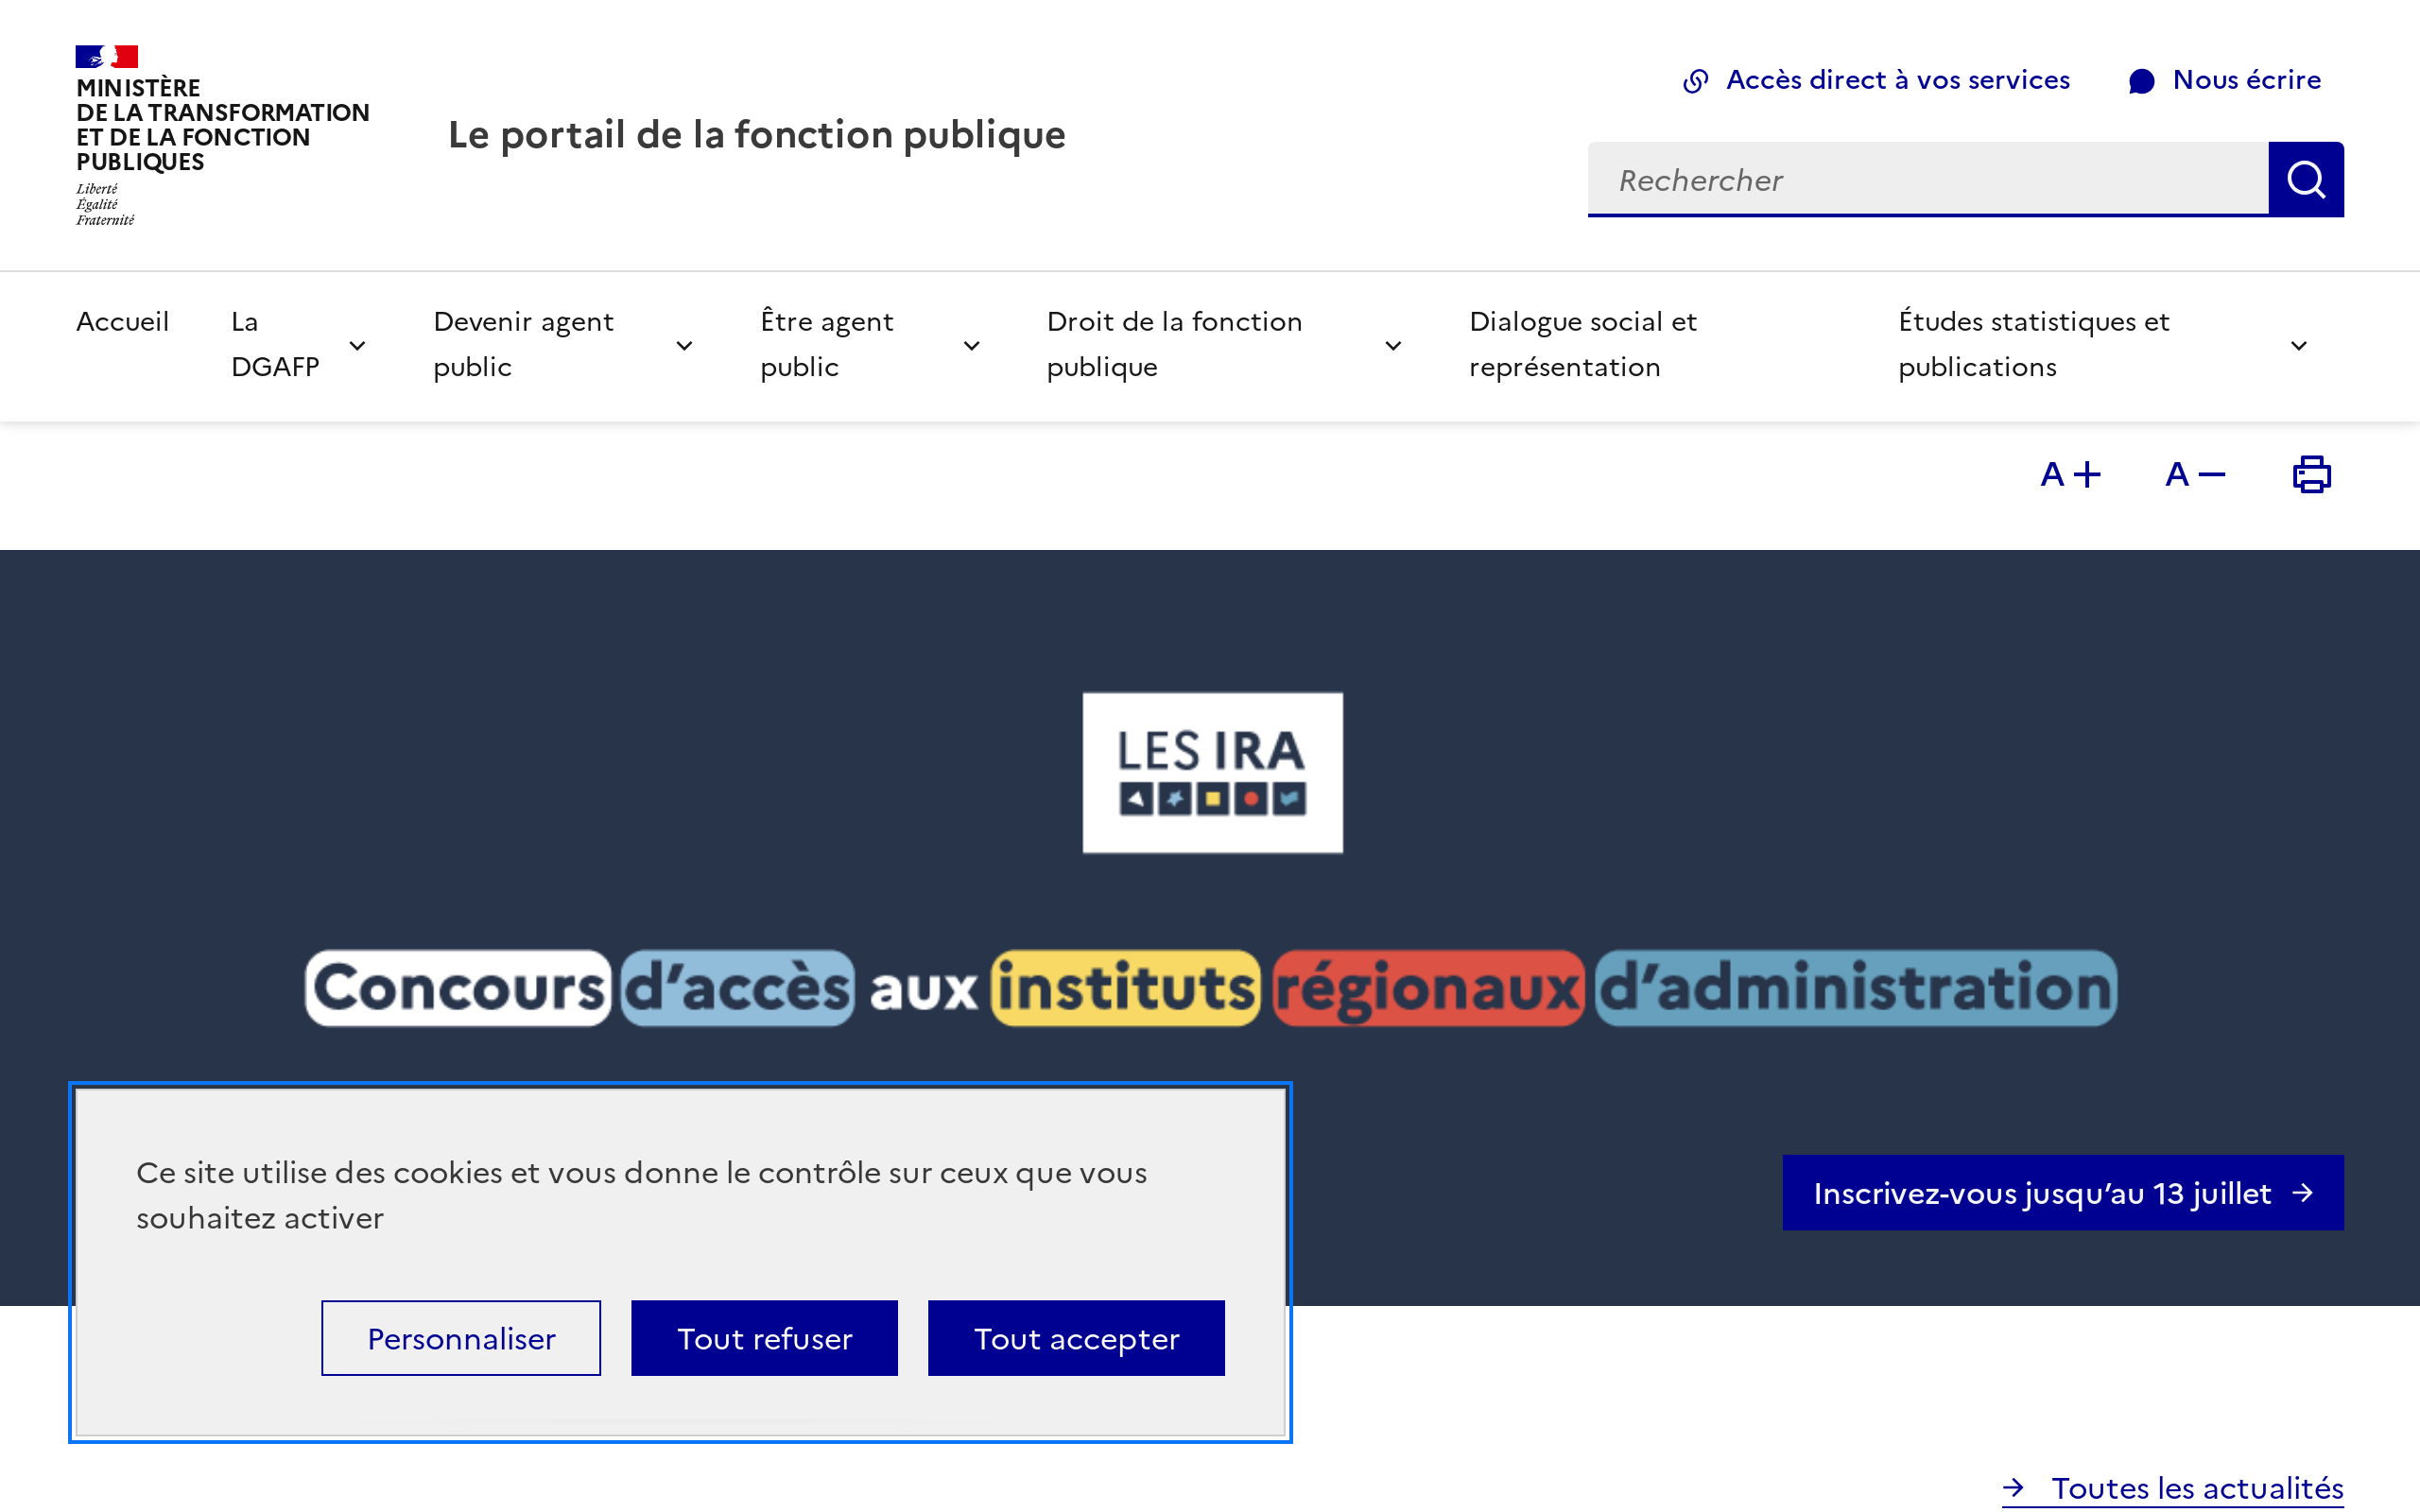 MINISTÈRE
DE LA TRANSFORMATION
ET DE LA FONCTION
PUBLIQUES
Liberté
Égalité
Fraternité
Le portail de la fonction publique
Accès direct à vos services
Nous écrire
Rechercher
Accueil
La
DGAFP
Devenir agent
public
Être agent
public
Droit de la fonction
publique
Dialogue social et
représentation
Études statistiques et
publications
A+
A−
LES IRA
Concours d’accès aux instituts régionaux d’administration
Ce site utilise des cookies et vous donne le contrôle sur ceux que vous
souhaitez activer
Personnaliser
Tout refuser
Tout accepter
Inscrivez-vous jusqu’au 13 juillet
Toutes les actualités